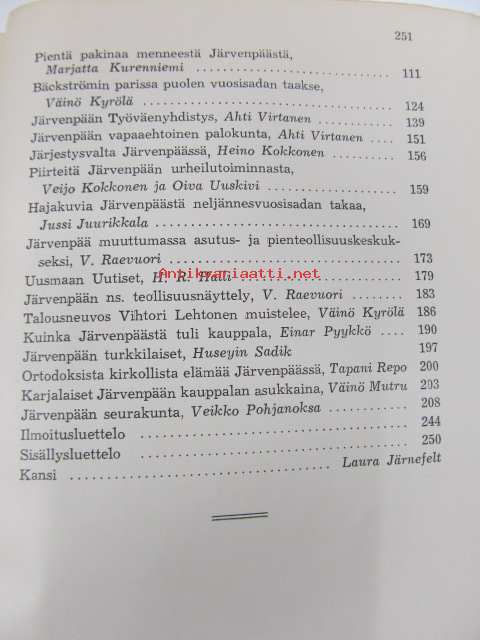 251
Pientä pakinaa menneestä Järvenpäästä,
Marjatta Kurenniemi .............................. 111
Bäckströmin parissa puolen vuosisadan taakse,
Väinö Kyrölä ...................................... 124
Järvenpään Työväenyhdistys, Ahti Virtanen .......... 139
Järvenpään vapaaehtoinen palokunta, Ahti Virtanen .... 151
Järjestysvalta Järvenpäässä, Heino Kokkonen .......... 156
Piirteitä Järvenpään urheilutoiminnasta,
Veijo Kokkonen ja Oiva Uuskivi .................... 159
Hajakuvia Järvenpäästä neljännesvuosisadan takaa,
Jussi Juurikkala .................................. 169
Järvenpää muuttumassa asutus- ja pienteollisuuskeskuk-
seksi, V. Raevuori ................................ 173
Uusmaan Uutiset, H. R. Halli ...................... 179
antikvariaatti.net
Järvenpään ns. teollisuusnäyttely, V. Raevuori ........ 183
Talousneuvos Vihtori Lehtonen muistelee, Väinö Kyrölä 186
Kuinka Järvenpäästä tuli kauppala, Einar Pyykkö .... 190
Järvenpään turkkilaiset, Huseyin Sadik 197
Ortodoksista kirkollista elämää Järvenpäässä, Tapani Repo 200
Karjalaiset Järvenpään kauppalan asukkaina, Väinö Mutru 203
Järvenpään seurakunta, Veikko Pohjanoksa ............ 208
Ilmoitusluettelo .................................... 244
Sisällysluettelo .................................... 250
Kansi .................................... Laura Järnefelt